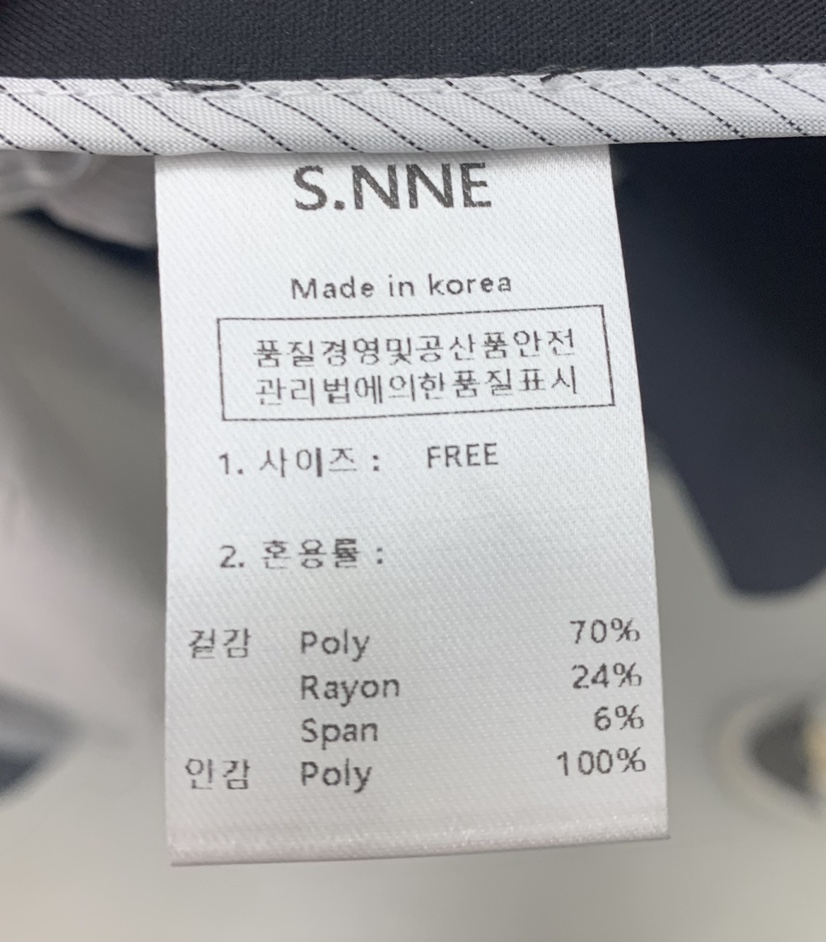 S.NNE
Made in korea
품질경영및공산품안전
관리법에의한품질표시
1. 사이즈 : FREE
2. 혼용률 :
겉감 Poly 70%
Rayon 24%
Span 6%
안감 Poly 100%